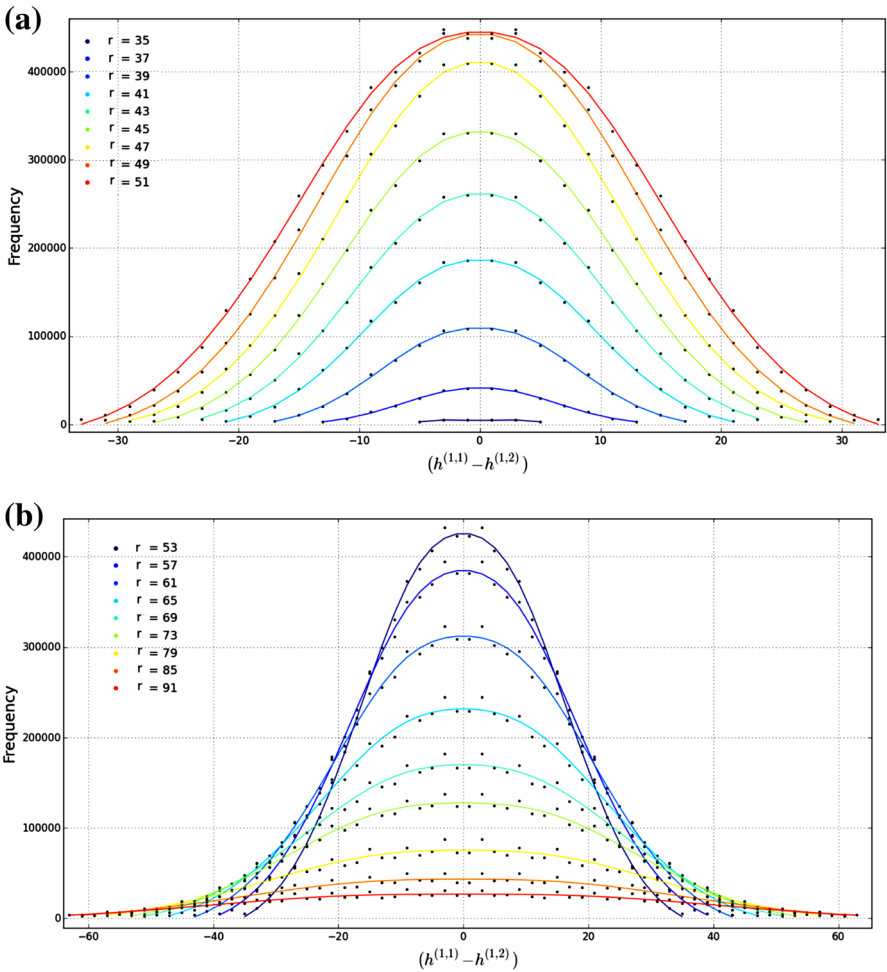 (a)
r = 35
r = 37
r = 39
r = 41
r = 43
r = 45
r = 47
r = 49
r = 51
400000
300000
200000
100000
0
Frequency
−30 −20 −10 0 10 20 30
(h^(1,1) − h^(1,2))
(b)
r = 53
r = 57
r = 61
r = 65
r = 69
r = 73
r = 79
r = 85
r = 91
400000
300000
200000
100000
0
Frequency
−60 −40 −20 0 20 40 60
(h^(1,1) − h^(1,2))